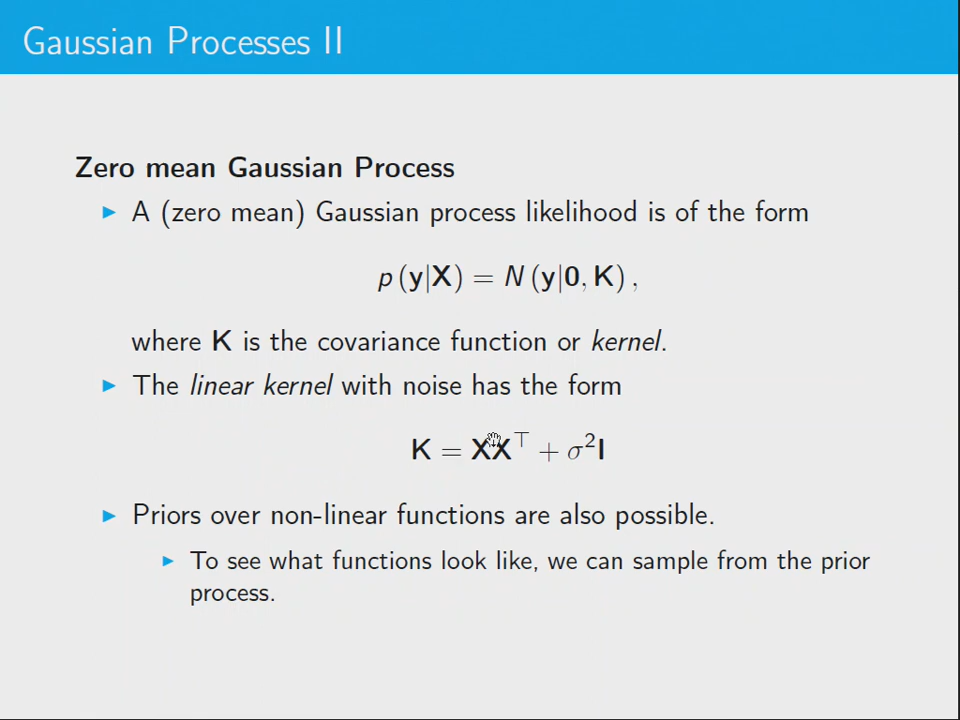 Gaussian Processes II
Zero mean Gaussian Process
▶ A (zero mean) Gaussian process likelihood is of the form
p (y|X) = N (y|0, K) ,
where K is the covariance function or kernel.
▶ The linear kernel with noise has the form
K = XX⊤ + σ²I
▶ Priors over non-linear functions are also possible.
▶ To see what functions look like, we can sample from the prior
process.